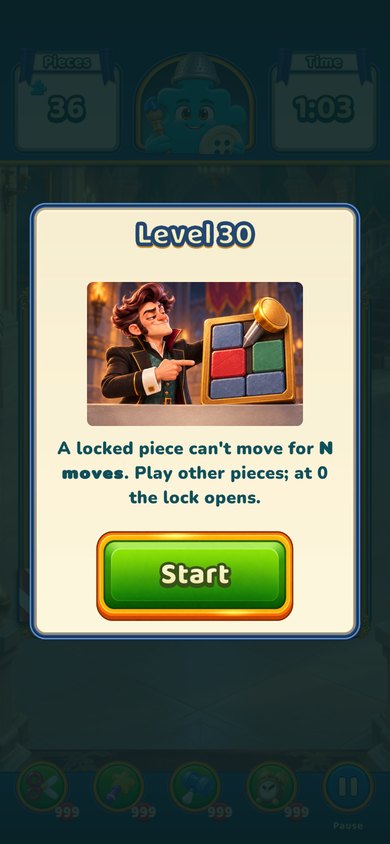 Pieces
Time
36
1:03
Level 30
A locked piece can't move for N
moves. Play other pieces; at 0
the lock opens.
Start
999
999
999
999
Pause